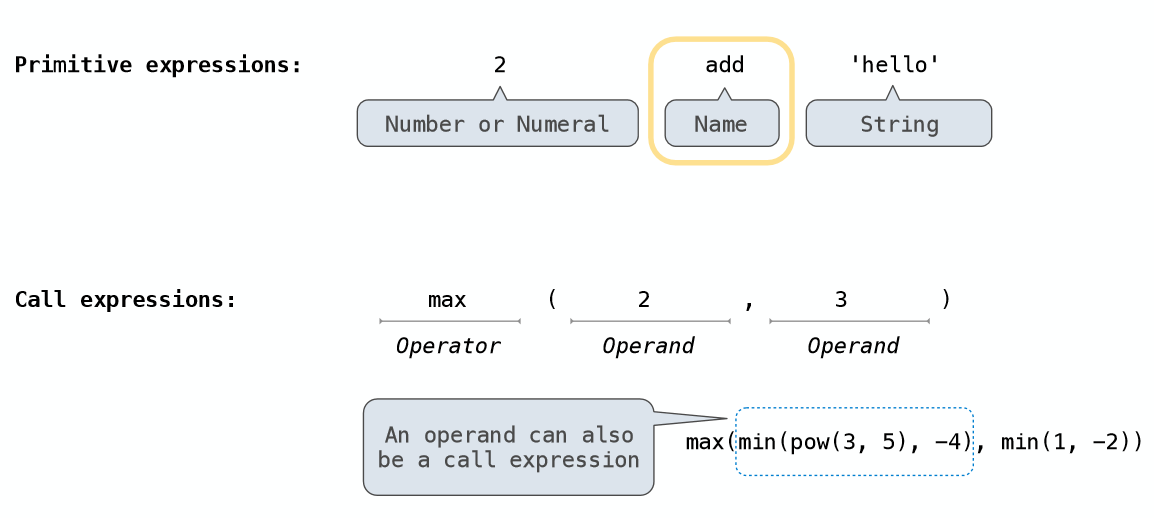 Primitive expressions: 2 add 'hello'
Number or Numeral Name String
Call expressions: max ( 2 , 3 )
Operator Operand Operand
An operand can also
be a call expression
max(min(pow(3, 5), −4), min(1, −2))